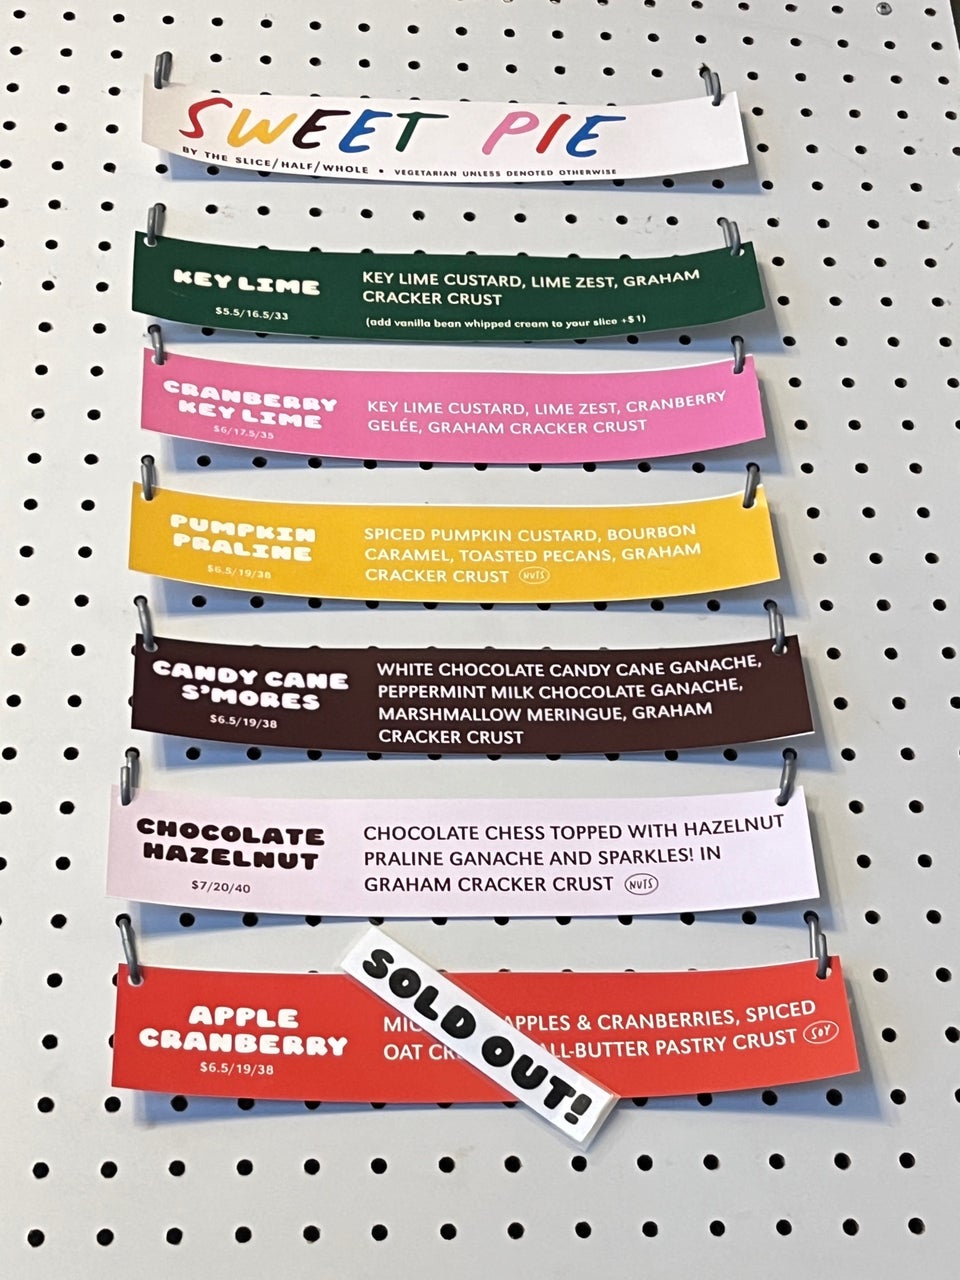 SWEET PIE
BY THE SLICE/HALF/WHOLE • VEGETARIAN UNLESS DENOTED OTHERWISE
KEY LIME
$5.5/16.5/33
KEY LIME CUSTARD, LIME ZEST, GRAHAM
CRACKER CRUST
(add vanilla bean whipped cream to your slice +$1)
CRANBERRY
KEY LIME
$6/17.5/35
KEY LIME CUSTARD, LIME ZEST, CRANBERRY
GELÉE, GRAHAM CRACKER CRUST
PUMPKIN
PRALINE
$6.5/19/38
SPICED PUMPKIN CUSTARD, BOURBON
CARAMEL, TOASTED PECANS, GRAHAM
CRACKER CRUST NUTS
CANDY CANE
S'MORES
$6.5/19/38
WHITE CHOCOLATE CANDY CANE GANACHE,
PEPPERMINT MILK CHOCOLATE GANACHE,
MARSHMALLOW MERINGUE, GRAHAM
CRACKER CRUST
CHOCOLATE
HAZELNUT
$7/20/40
CHOCOLATE CHESS TOPPED WITH HAZELNUT
PRALINE GANACHE AND SPARKLES! IN
GRAHAM CRACKER CRUST NUTS
APPLE
CRANBERRY
$6.5/19/38
APPLES & CRANBERRIES, SPICED
OAT ALL-BUTTER PASTRY CRUST SOY
SOLD OUT!